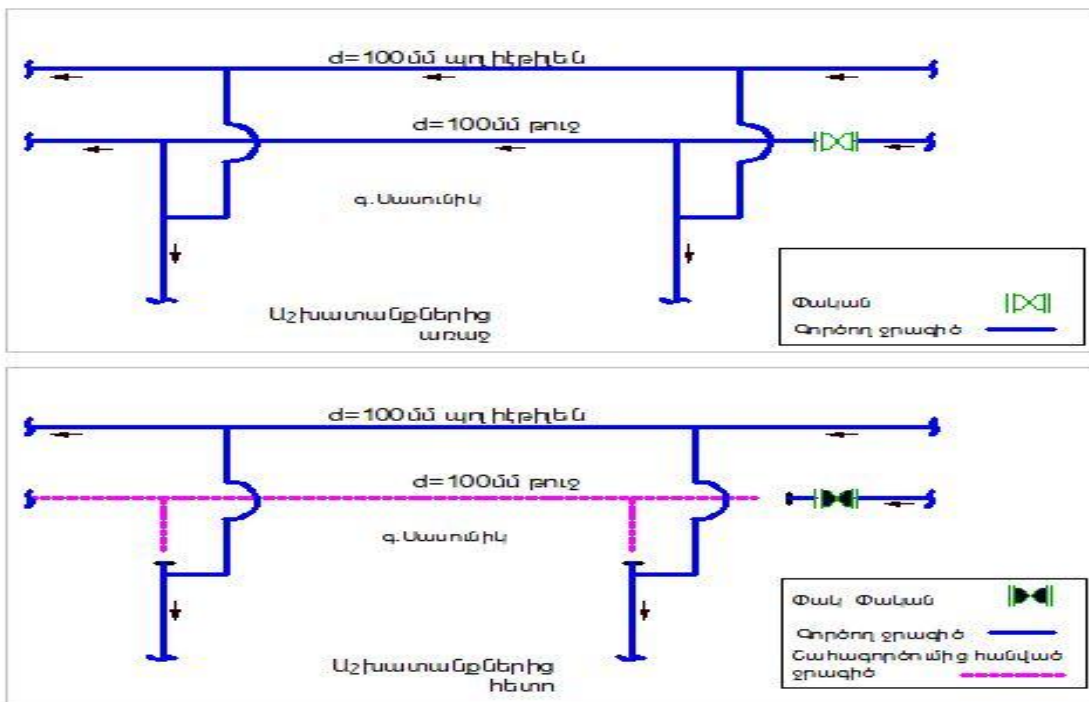 d=100մմ պոլիէթիլեն
d=100մմ թուջ
գ.Սասունիկ
Աշխատանքներից
առաջ
Փական
Գործող ջրագիծ
d=100մմ պոլիէթիլեն
d=100մմ թուջ
գ.Սասունիկ
Աշխատանքներից
հետո
Փակ Փական
Գործող ջրագիծ
Շահագործումից հանված
ջրագիծ